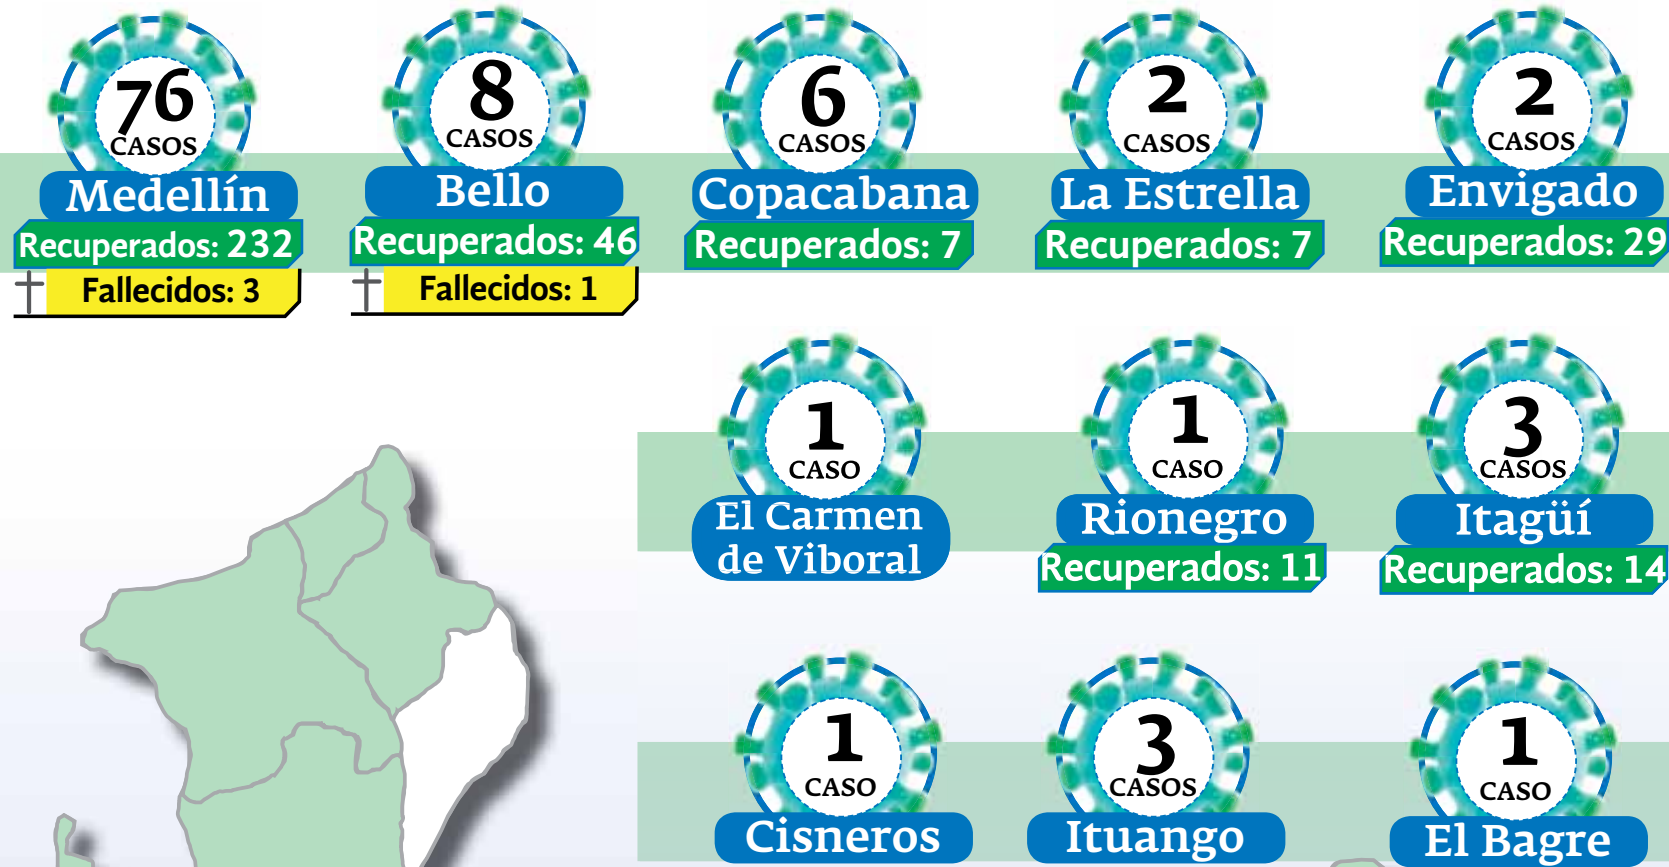 76
CASOS
Medellín
Recuperados: 232
Fallecidos: 3
8
CASOS
Bello
Recuperados: 46
Fallecidos: 1
6
CASOS
Copacabana
Recuperados: 7
2
CASOS
La Estrella
Recuperados: 7
2
CASOS
Envigado
Recuperados: 29
1
CASO
El Carmen
de Viboral
1
CASO
Rionegro
Recuperados: 11
3
CASOS
Itagüí
Recuperados: 14
1
CASO
Cisneros
3
CASOS
Ituango
1
CASO
El Bagre